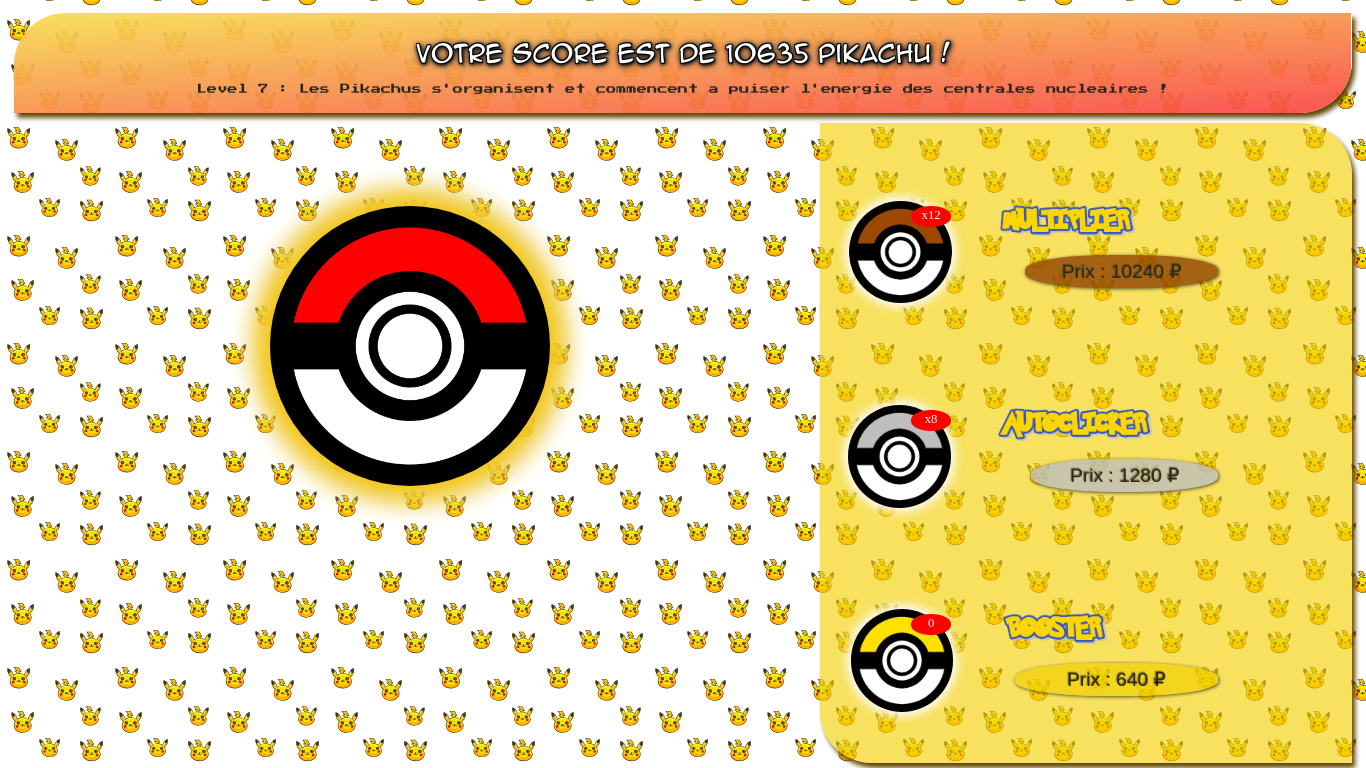 VOTRE SCORE EST DE 10635 PIKACHU !
Level 7 : Les Pikachus s'organisent et commencent a puiser l'energie des centrales nucleaires !
x12
MULTIPLIER
Prix : 10240 ₽
x8
AUTOCLICKER
Prix : 1280 ₽
0
BOOSTER
Prix : 640 ₽